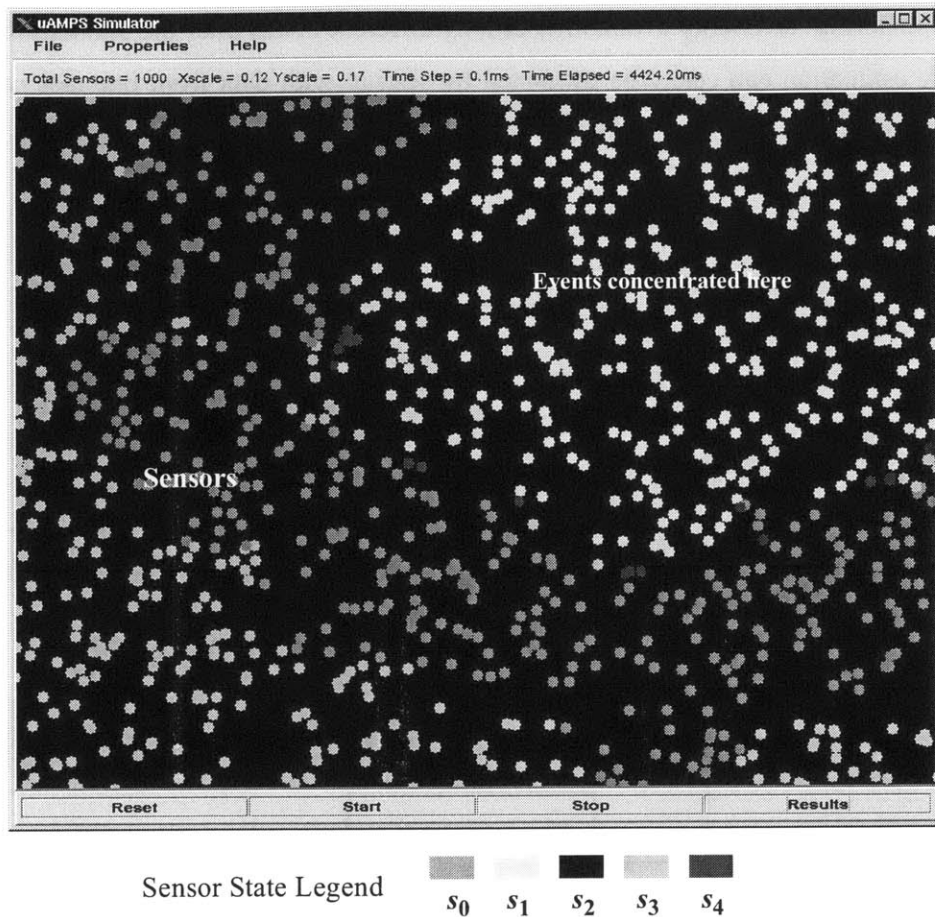 uAMPS Simulator
File Properties Help
Total Sensors = 1000 Xscale = 0.12 Yscale = 0.17 Time Step = 0.1ms Time Elapsed = 4424.20ms
Events concentrated here
Sensors
Reset Start Stop Results
Sensor State Legend
s0 s1 s2 s3 s4